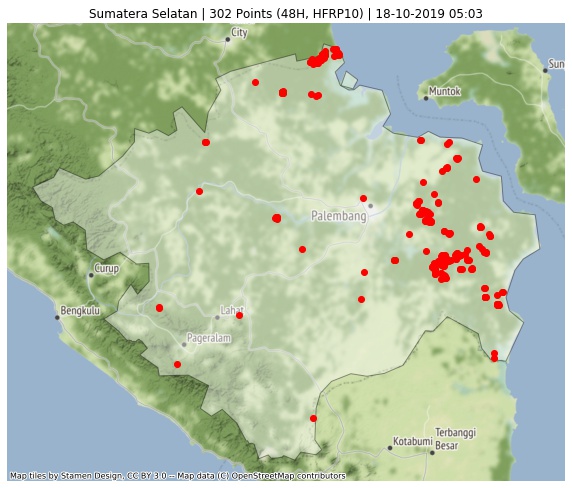 Sumatera Selatan | 302 Points (48H, HFRP10) | 18-10-2019 05:03
City
Sun
Muntok
Palembang
Curup
Bengkulu
Lahat
Pageralam
Terbanggi
Kotabumi
Besar
Map tiles by Stamen Design, CC BY 3.0 -- Map data (C) OpenStreetMap contributors